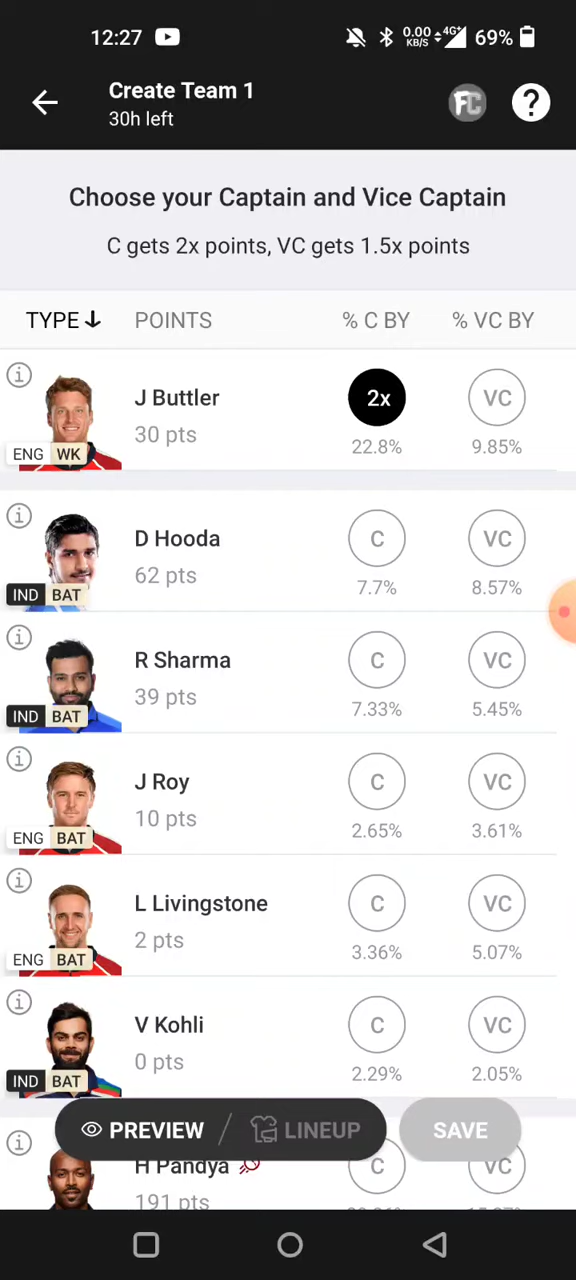 12:27 0.00 KB/S 4G+ 69%
Create Team 1
30h left
FC ?
Choose your Captain and Vice Captain
C gets 2x points, VC gets 1.5x points
TYPE POINTS % C BY % VC BY
J Buttler
30 pts
2x VC
22.8% 9.85%
ENG WK
D Hooda
62 pts
C VC
7.7% 8.57%
IND BAT
R Sharma
39 pts
C VC
7.33% 5.45%
IND BAT
J Roy
10 pts
C VC
2.65% 3.61%
ENG BAT
L Livingstone
2 pts
C VC
3.36% 5.07%
ENG BAT
V Kohli
0 pts
C VC
2.29% 2.05%
IND BAT
PREVIEW / LINEUP SAVE
H Pandya
191 pts
C VC